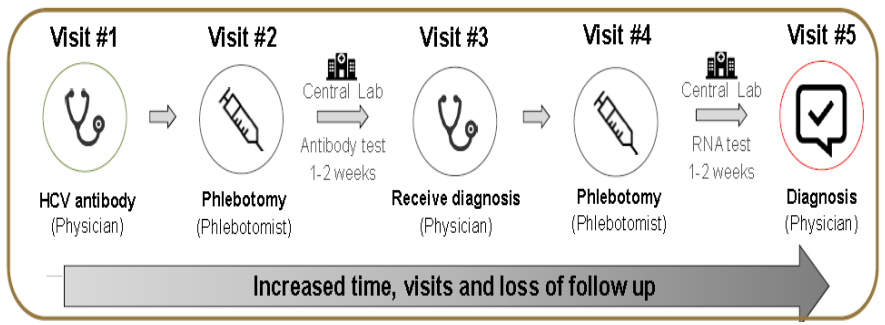 Visit #1
Visit #2
Visit #3
Visit #4
Visit #5
Central Lab
Antibody test
1-2 weeks
Central Lab
RNA test
1-2 weeks
HCV antibody
(Physician)
Phlebotomy
(Phlebotomist)
Receive diagnosis
(Physician)
Phlebotomy
(Phlebotomist)
Diagnosis
(Physician)
Increased time, visits and loss of follow up